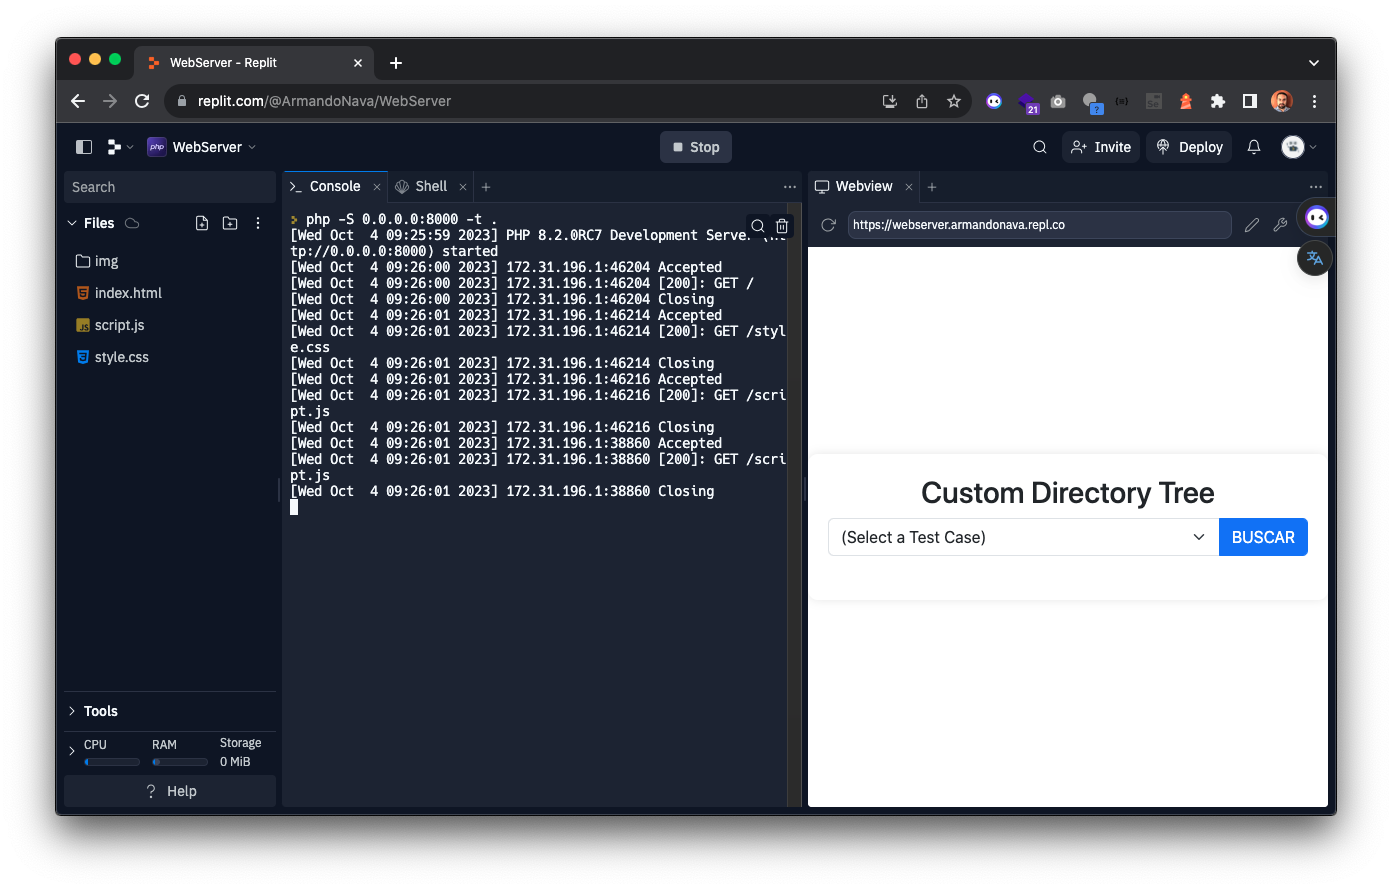 WebServer - Replit
replit.com/@ArmandoNava/WebServer
21
?
php
WebServer
Stop
Invite
Deploy
Search
Console
Shell
Webview
Files
https://webserver.armandonava.repl.co
img
index.html
script.js
style.css
php -S 0.0.0.0:8000 -t .
[Wed Oct  4 09:25:59 2023] PHP 8.2.0RC7 Development Server
tp://0.0.0.0:8000) started
[Wed Oct  4 09:26:00 2023] 172.31.196.1:46204 Accepted
[Wed Oct  4 09:26:00 2023] 172.31.196.1:46204 [200]: GET /
[Wed Oct  4 09:26:00 2023] 172.31.196.1:46204 Closing
[Wed Oct  4 09:26:01 2023] 172.31.196.1:46214 Accepted
[Wed Oct  4 09:26:01 2023] 172.31.196.1:46214 [200]: GET /styl
e.css
[Wed Oct  4 09:26:01 2023] 172.31.196.1:46214 Closing
[Wed Oct  4 09:26:01 2023] 172.31.196.1:46216 Accepted
[Wed Oct  4 09:26:01 2023] 172.31.196.1:46216 [200]: GET /scri
pt.js
[Wed Oct  4 09:26:01 2023] 172.31.196.1:46216 Closing
[Wed Oct  4 09:26:01 2023] 172.31.196.1:38860 Accepted
[Wed Oct  4 09:26:01 2023] 172.31.196.1:38860 [200]: GET /scri
pt.js
[Wed Oct  4 09:26:01 2023] 172.31.196.1:38860 Closing
Custom Directory Tree
(Select a Test Case)
BUSCAR
Tools
CPU
RAM
Storage
0 MiB
? Help